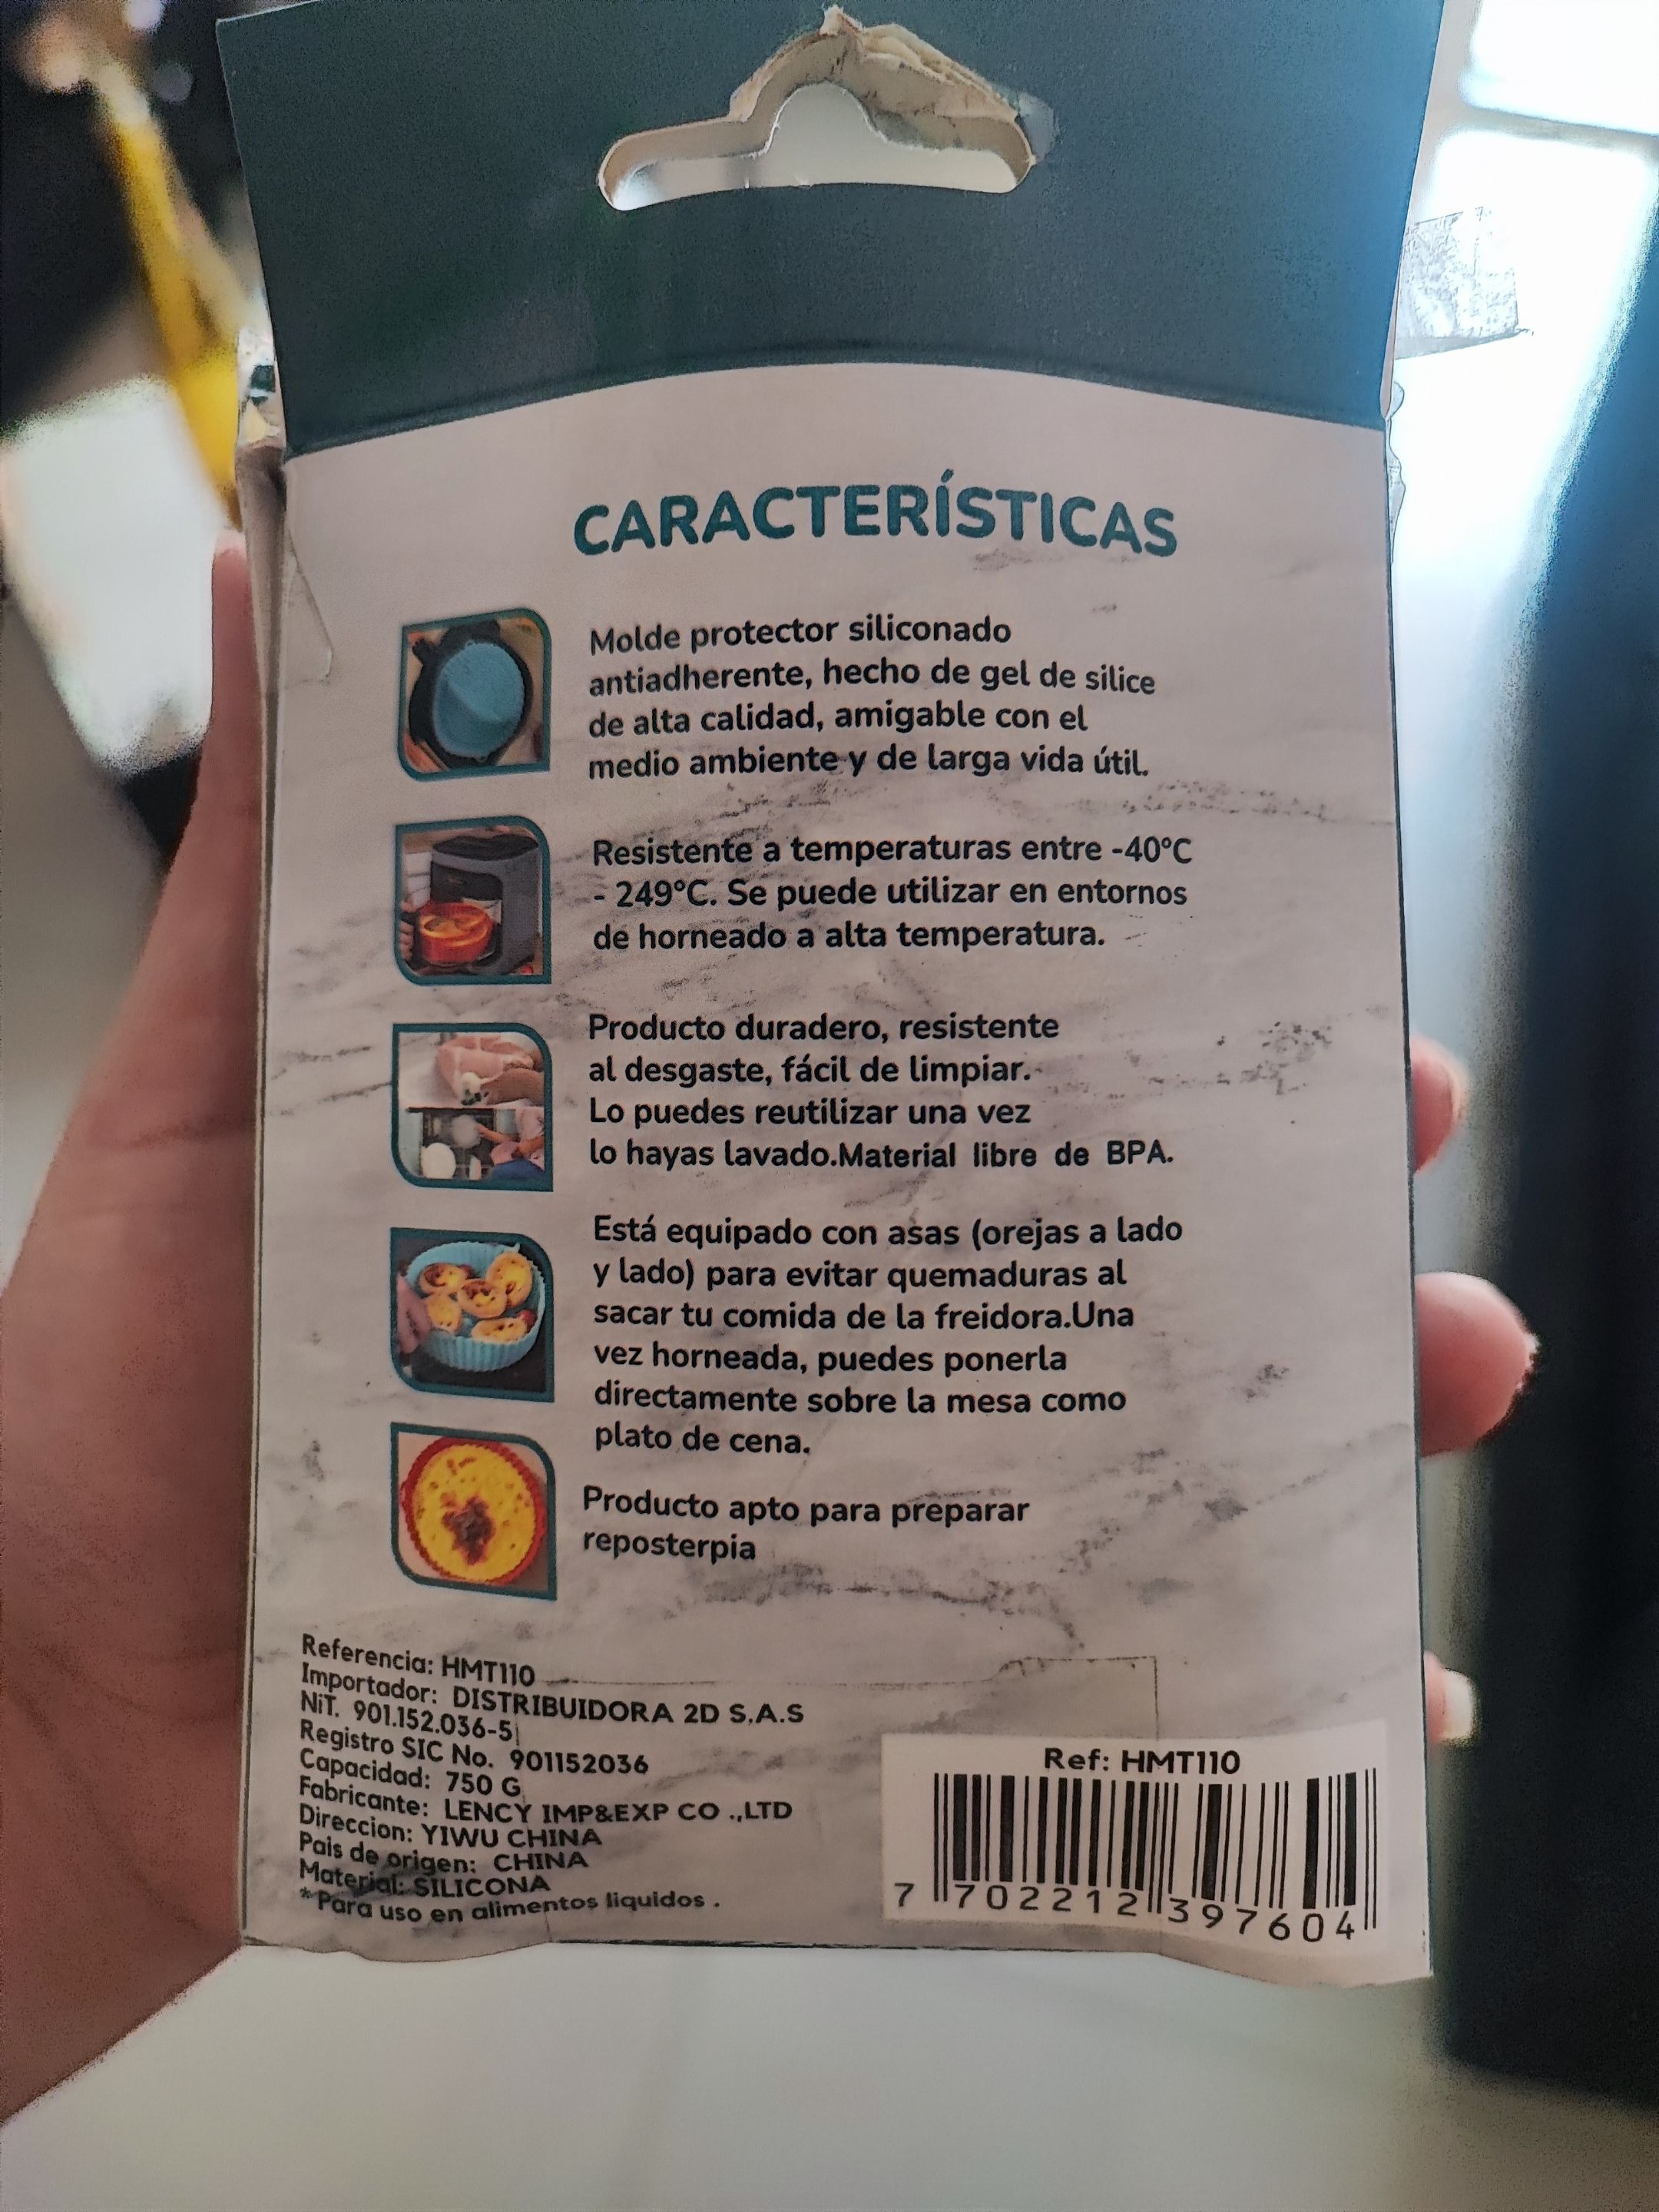 CARACTERÍSTICAS
Molde protector siliconado
antiadherente, hecho de gel de silice
de alta calidad, amigable con el
medio ambiente y de larga vida útil.
Resistente a temperaturas entre -40°C
- 249°C. Se puede utilizar en entornos
de horneado a alta temperatura.
Producto duradero, resistente
al desgaste, fácil de limpiar.
Lo puedes reutilizar una vez
lo hayas lavado.Material libre de BPA.
Está equipado con asas (orejas a lado
y lado) para evitar quemaduras al
sacar tu comida de la freidora.Una
vez horneada, puedes ponerla
directamente sobre la mesa como
plato de cena.
Producto apto para preparar
reposterpia
Referencia: HMT110
Importador: DISTRIBUIDORA 2D S.A.S
NiT. 901.152.036-5
Registro SIC No. 901152036
Capacidad: 750 G
Fabricante: LENCY IMP&EXP CO .,LTD
Direccion: YIWU CHINA
Pais de origen: CHINA
Material: SILICONA
* Para uso en alimentos liquidos .
Ref: HMT110
7 702212 397604